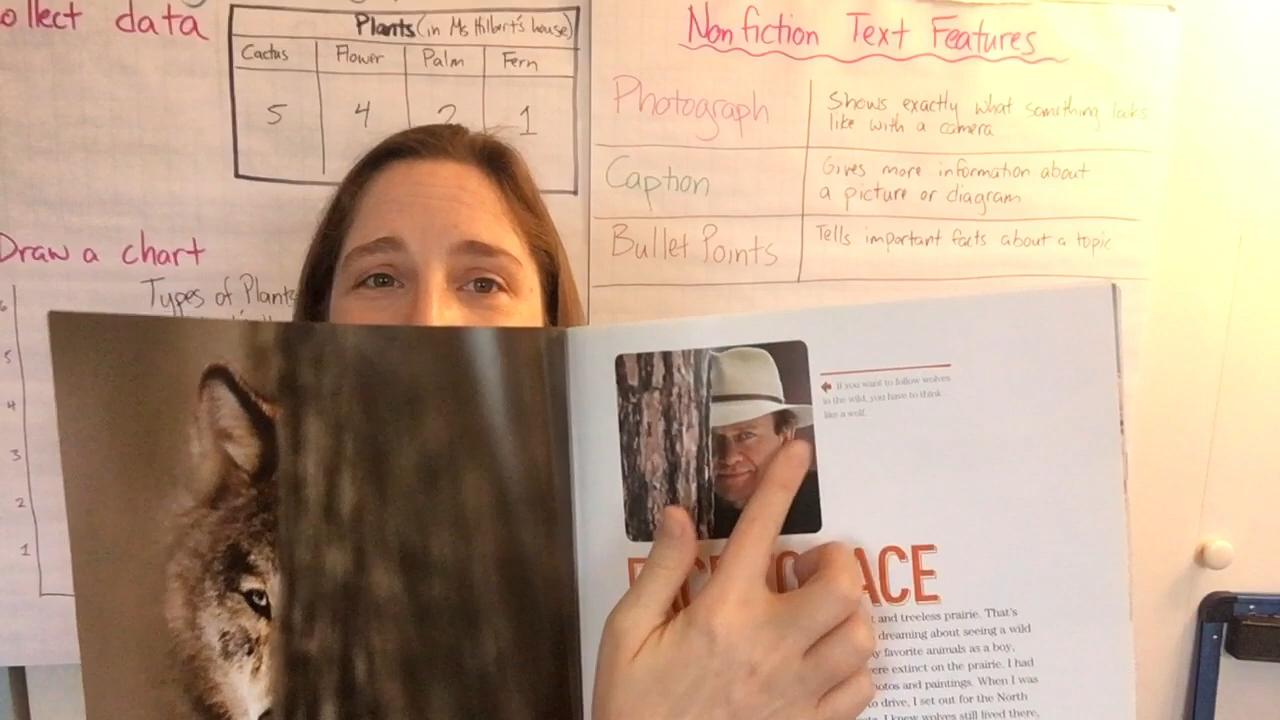 ollect data
Plants (in Ms Hilbert's house)
Cactus Flower Palm Fern
5 4 2 1
Draw a chart
Types of Plants
6
5
4
3
2
1
Nonfiction Text Features
Photograph
Shows exactly what something looks
like with a camera
Caption
Gives more information about
a picture or diagram
Bullet Points
Tells important facts about a topic
If you want to follow wolves
in the wild, you have to think
like a wolf.
ACE
and treeless prairie. That's
dreaming about seeing a wild
favorite animals as a boy,
ere extinct on the prairie. I had
hotos and paintings. When I was
to drive, I set out for the North
I knew wolves still lived there,